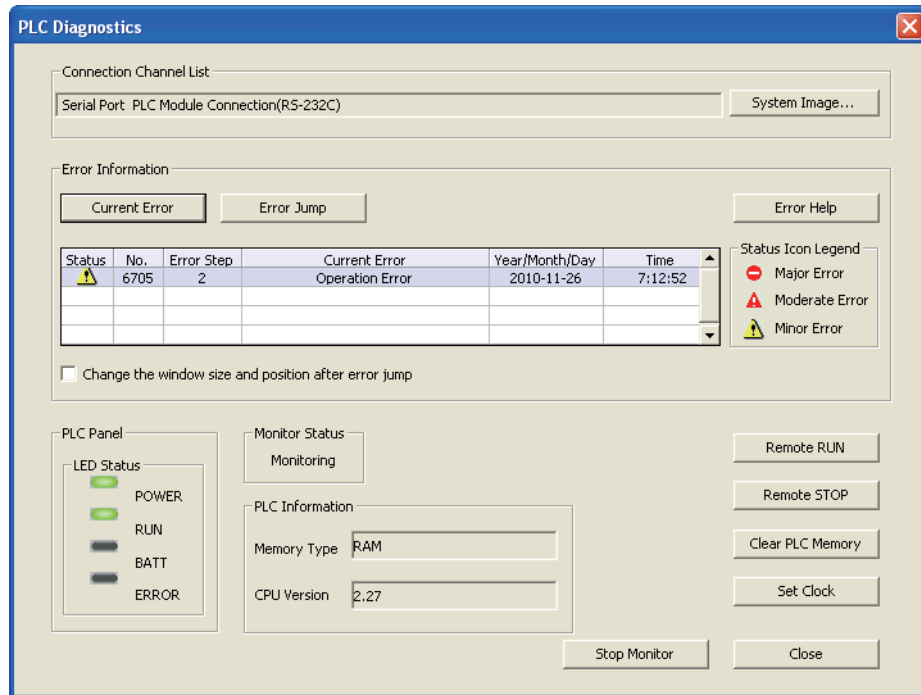 PLC Diagnostics
Connection Channel List
Serial Port PLC Module Connection(RS-232C)
System Image...
Error Information
Current Error
Error Jump
Error Help
Status No. Error Step Current Error Year/Month/Day Time
6705 2 Operation Error 2010-11-26 7:12:52
Status Icon Legend
Major Error
Moderate Error
Minor Error
Change the window size and position after error jump
PLC Panel
LED Status
POWER
RUN
BATT
ERROR
Monitor Status
Monitoring
PLC Information
Memory Type RAM
CPU Version 2.27
Remote RUN
Remote STOP
Clear PLC Memory
Set Clock
Stop Monitor
Close